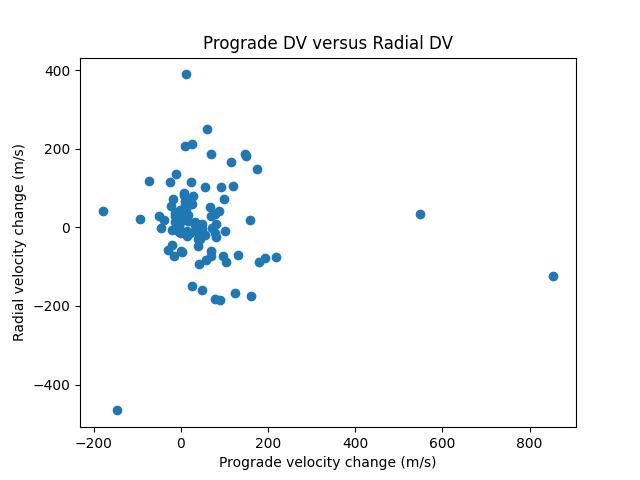 Prograde DV versus Radial DV
400
200
0
−200
−400
Radial velocity change (m/s)
−200 0 200 400 600 800
Prograde velocity change (m/s)